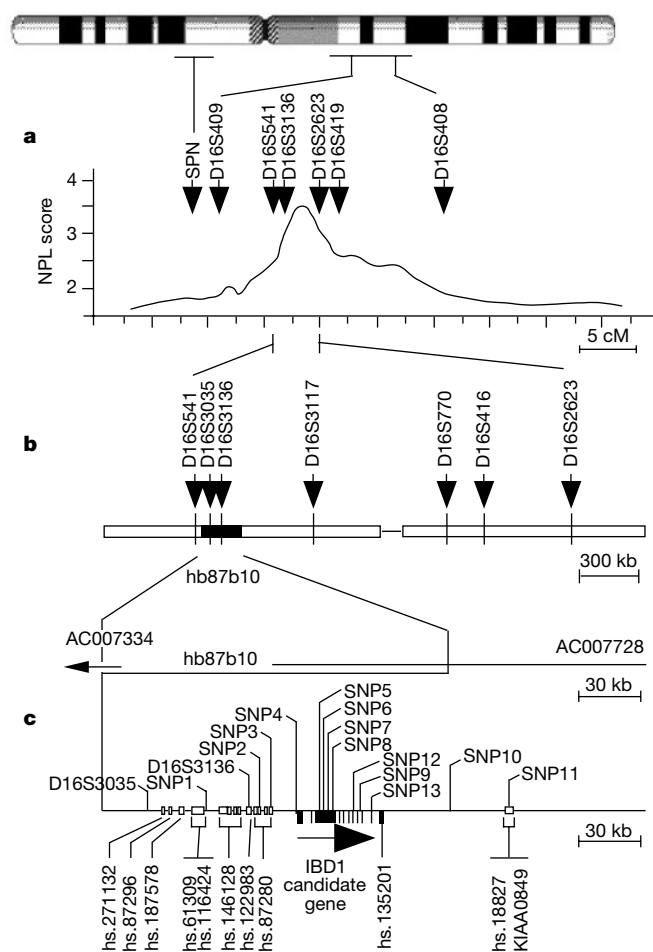 a
SPN
D16S409
D16S541
D16S3136
D16S2623
D16S419
D16S408
NPL score
4
3
2
5 cM
b
D16S541
D16S3035
D16S3136
D16S3117
D16S770
D16S416
D16S2623
hb87b10
300 kb
AC007334
hb87b10
AC007728
30 kb
c
SNP5
SNP6
SNP7
SNP8
SNP4
SNP3
SNP2
D16S3136
SNP1
D16S3035
SNP12
SNP9
SNP13
SNP10
SNP11
30 kb
IBD1
candidate
gene
hs.271132
hs.87296
hs.187578
hs.61309
hs.116424
hs.146128
hs.122983
hs.87280
hs.135201
hs.18827
KIAA0849